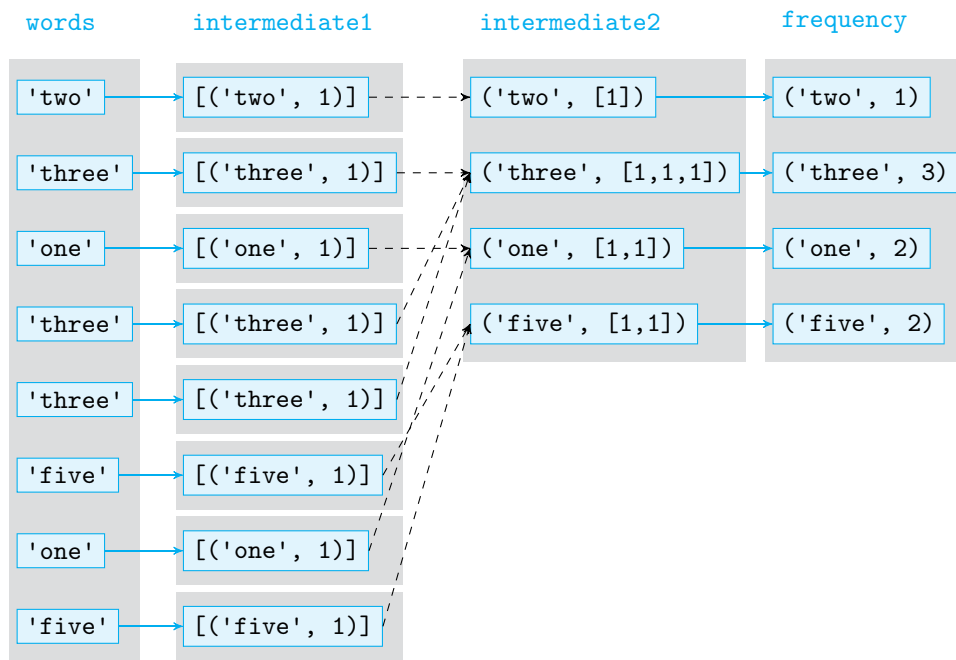 words intermediate1 intermediate2 frequency
'two' [('two', 1)] ('two', [1]) ('two', 1)
'three' [('three', 1)] ('three', [1,1,1]) ('three', 3)
'one' [('one', 1)] ('one', [1,1]) ('one', 2)
'three' [('three', 1)] ('five', [1,1]) ('five', 2)
'three' [('three', 1)]
'five' [('five', 1)]
'one' [('one', 1)]
'five' [('five', 1)]